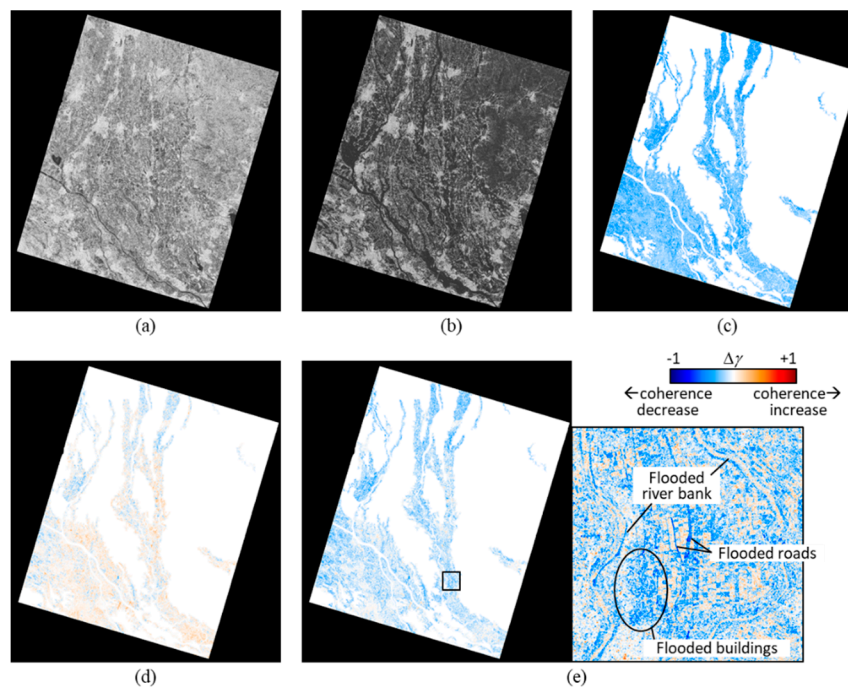 (a)
(b)
(c)
-1 Δγ +1
←coherence decrease
coherence→ increase
Flooded
river bank
Flooded roads
Flooded buildings
(d)
(e)